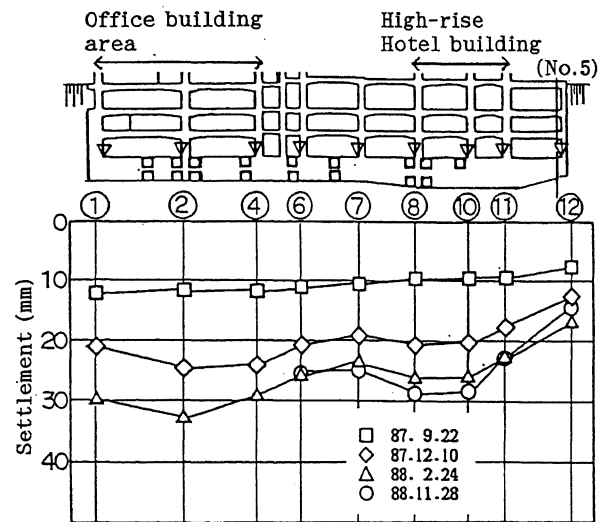 Office building
area
High-rise
Hotel building
(No.5)
① ② ④ ⑥ ⑦ ⑧ ⑩ ⑪ ⑫
0
10
20
30
40
Settlement (mm)
□ 87. 9.22
◇ 87.12.10
△ 88. 2.24
○ 88.11.28